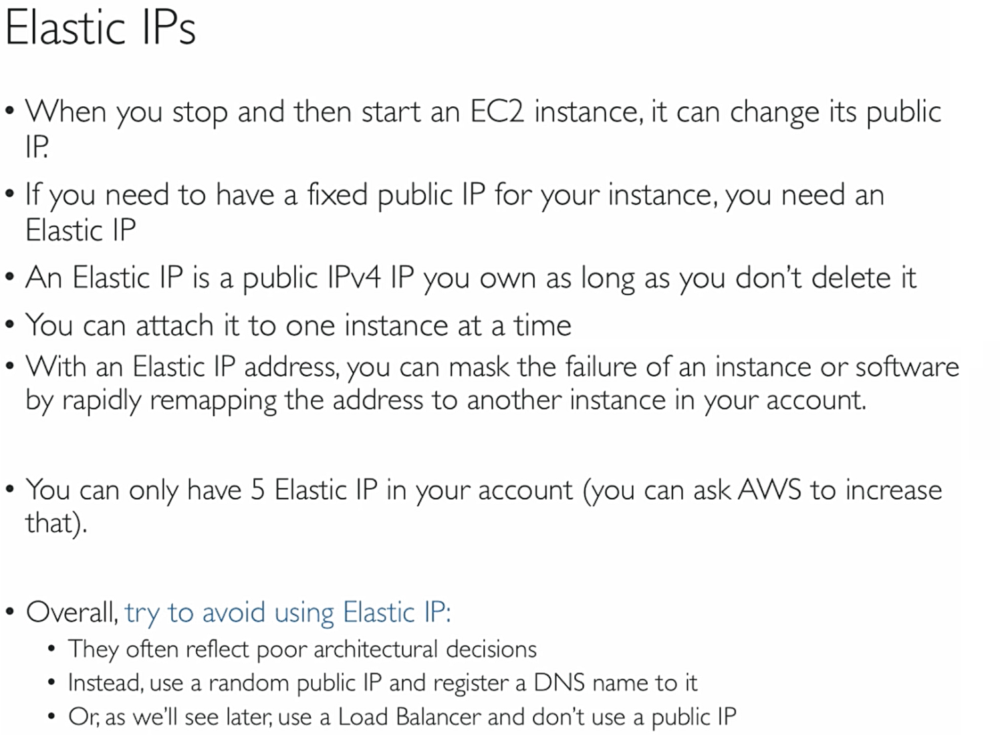 Elastic IPs
• When you stop and then start an EC2 instance, it can change its public
IP.
• If you need to have a fixed public IP for your instance, you need an
Elastic IP
• An Elastic IP is a public IPv4 IP you own as long as you don't delete it
• You can attach it to one instance at a time
• With an Elastic IP address, you can mask the failure of an instance or software
by rapidly remapping the address to another instance in your account.
• You can only have 5 Elastic IP in your account (you can ask AWS to increase
that).
• Overall, try to avoid using Elastic IP:
• They often reflect poor architectural decisions
• Instead, use a random public IP and register a DNS name to it
• Or, as we'll see later, use a Load Balancer and don't use a public IP